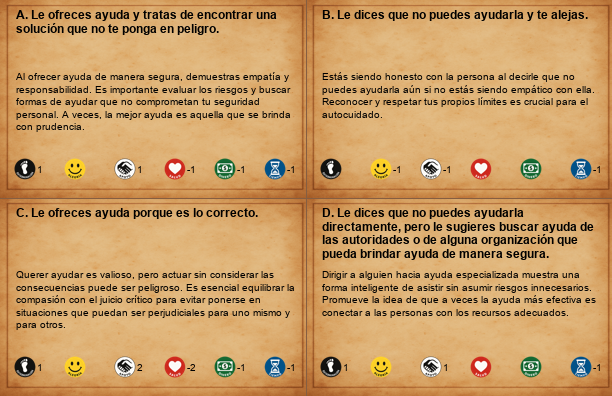 A. Le ofreces ayuda y tratas de encontrar una
solución que no te ponga en peligro.
Al ofrecer ayuda de manera segura, demuestras empatía y
responsabilidad. Es importante evaluar los riesgos y buscar
formas de ayudar que no comprometan tu seguridad
personal. A veces, la mejor ayuda es aquella que se brinda
con prudencia.
1 1 -1 -1 -1
B. Le dices que no puedes ayudarla y te alejas.
Estás siendo honesto con la persona al decirle que no
puedes ayudarla aún si no estás siendo empático con ella.
Reconocer y respetar tus propios límites es crucial para el
autocuidado.
-1 -1 -1
C. Le ofreces ayuda porque es lo correcto.
Querer ayudar es valioso, pero actuar sin considerar las
consecuencias puede ser peligroso. Es esencial equilibrar la
compasión con el juicio crítico para evitar ponerse en
situaciones que puedan ser perjudiciales para uno mismo y
para otros.
1 2 -2 -1 -1
D. Le dices que no puedes ayudarla
directamente, pero le sugieres buscar ayuda de
las autoridades o de alguna organización que
pueda brindar ayuda de manera segura.
Dirigir a alguien hacia ayuda especializada muestra una
forma inteligente de asistir sin asumir riesgos innecesarios.
Promueve la idea de que a veces la ayuda más efectiva es
conectar a las personas con los recursos adecuados.
1 1 -1